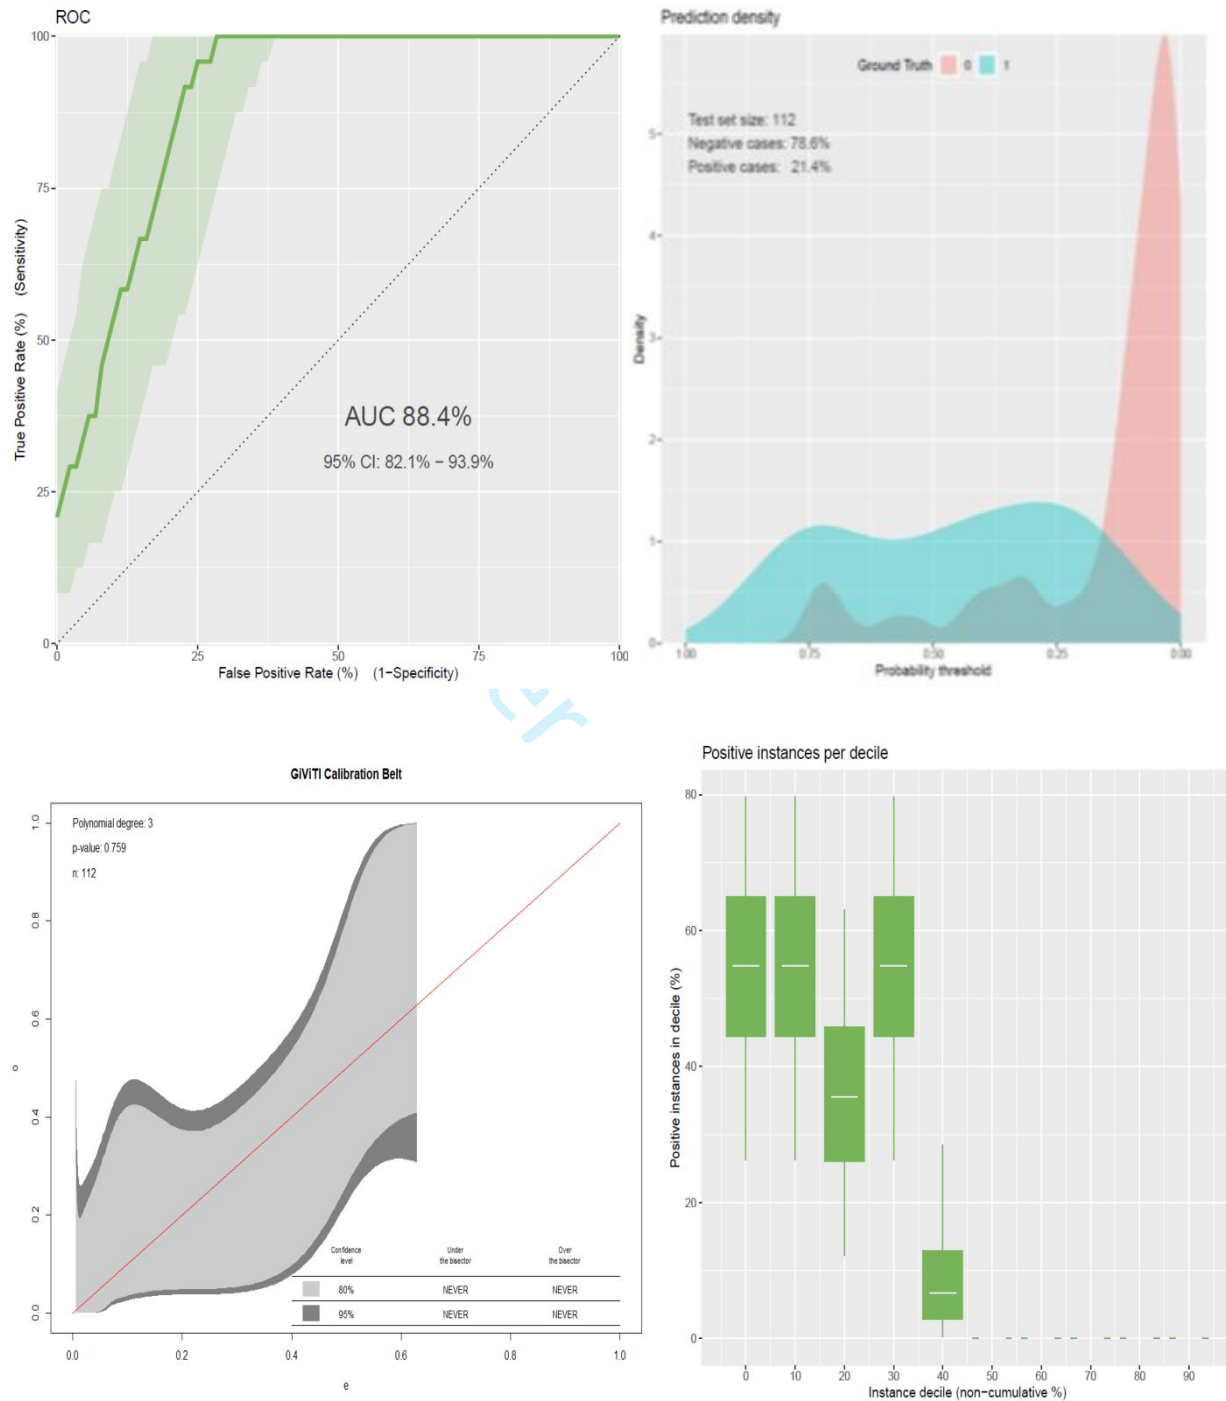 ROC
100
75
50
25
0
True Positive Rate (%) (Sensitivity)
AUC 88.4%
95% CI: 82.1% − 93.9%
0 25 50 75 100
False Positive Rate (%) (1−Specificity)
Prediction density
Ground Truth 0 1
Test set size: 112
Negative cases: 78.6%
Positive cases: 21.4%
5
4
3
2
1
0
Density
1.00 0.75 0.50 0.25 0.00
Probability threshold
GiViTI Calibration Belt
Polynomial degree: 3
p-value: 0.759
n: 112
1.0
0.8
0.6
0.4
0.2
0.0
o
Confidence level Under the bisector Over the bisector
80% NEVER NEVER
95% NEVER NEVER
0.0 0.2 0.4 0.6 0.8 1.0
e
Positive instances per decile
80
60
40
20
0
Positive instances in decile (%)
0 10 20 30 40 50 60 70 80 90
Instance decile (non−cumulative %)